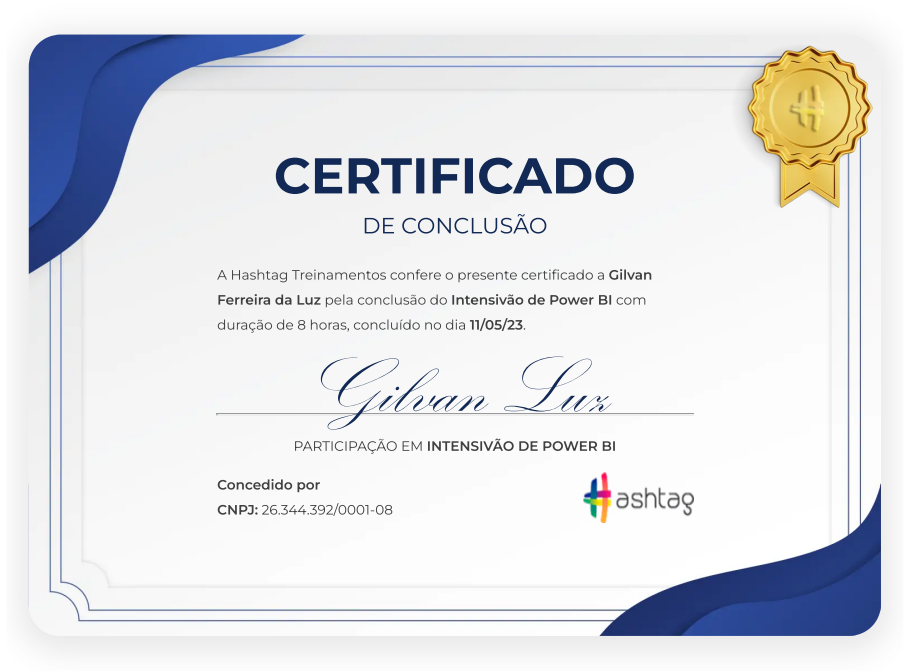 CERTIFICADO
DE CONCLUSÃO
A Hashtag Treinamentos confere o presente certificado a Gilvan
Ferreira da Luz pela conclusão do Intensivão de Power BI com
duração de 8 horas, concluído no dia 11/05/23.
Gilvan Luz
PARTICIPAÇÃO EM INTENSIVÃO DE POWER BI
Concedido por
CNPJ: 26.344.392/0001-08
Hashtag